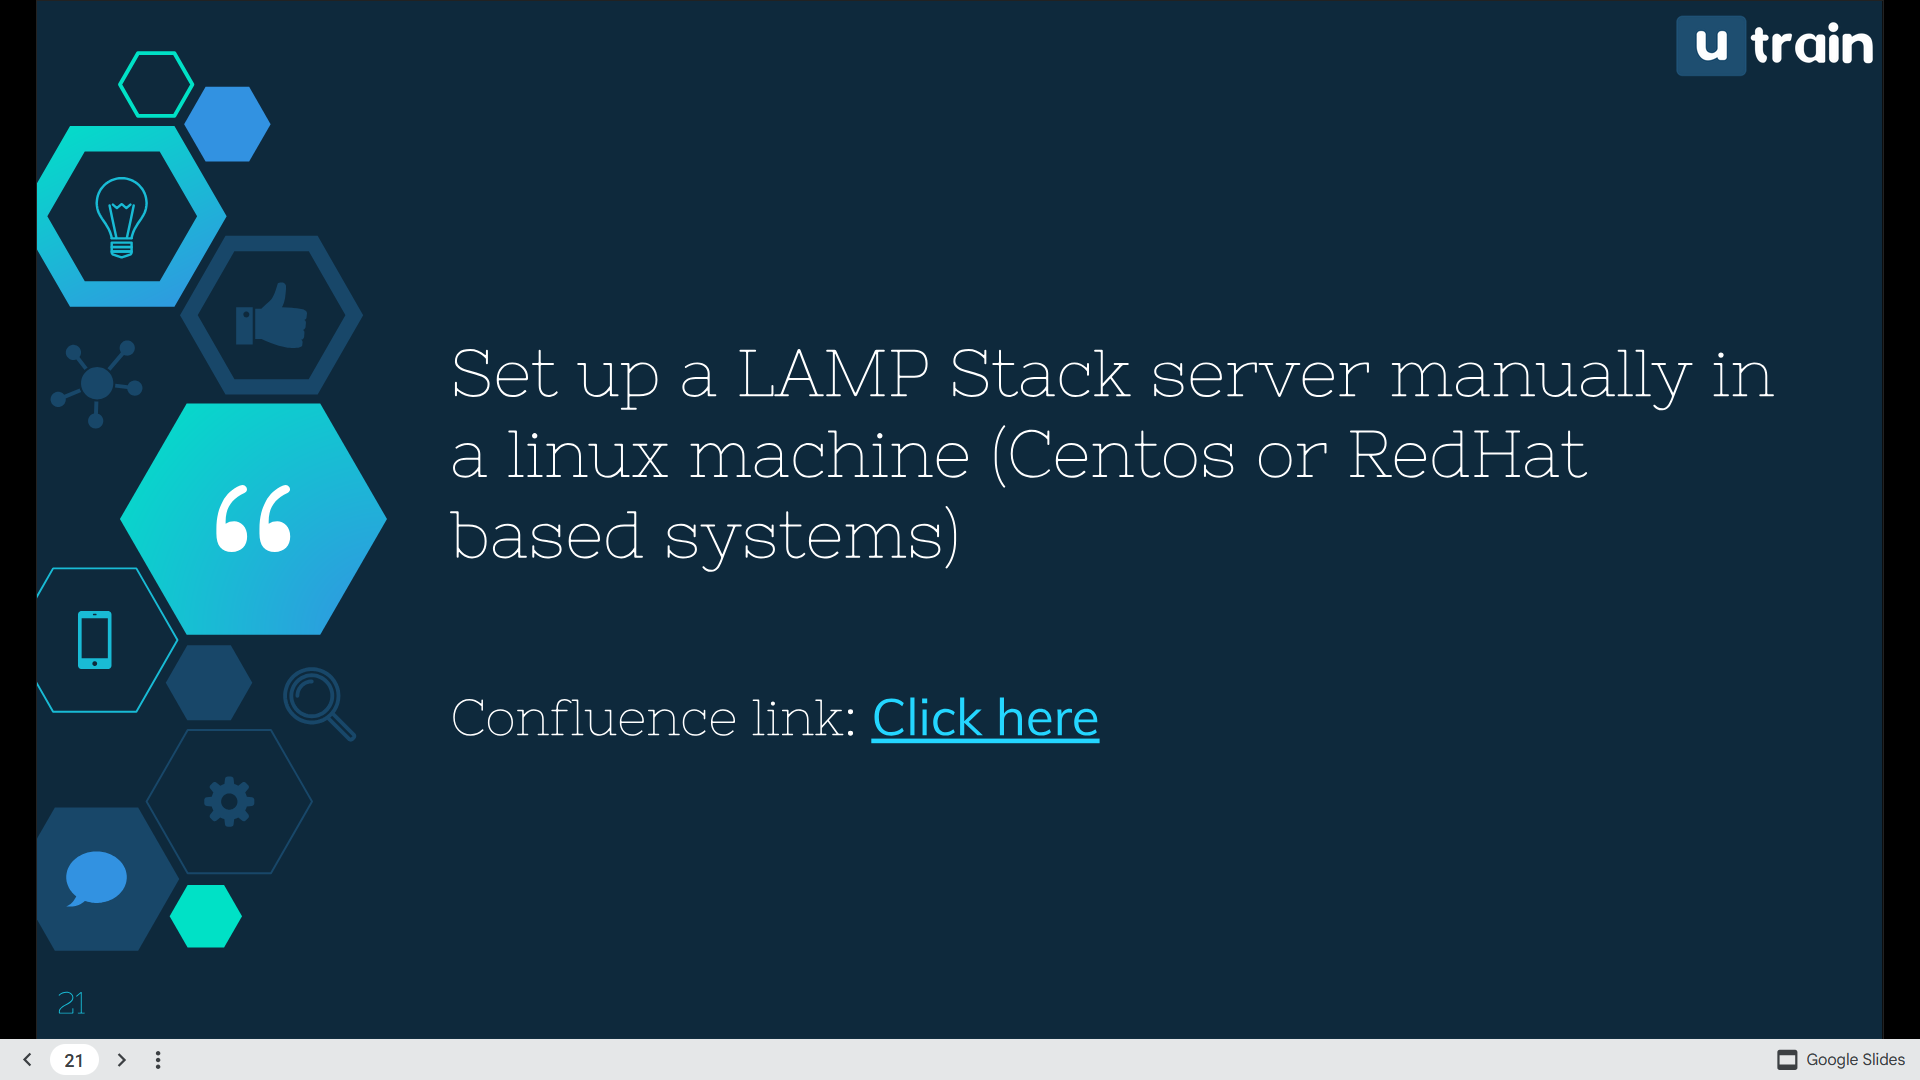 u train
Set up a LAMP Stack server manually in
a linux machine (Centos or RedHat
based systems)
Confluence link: Click here
21
21
Google Slides